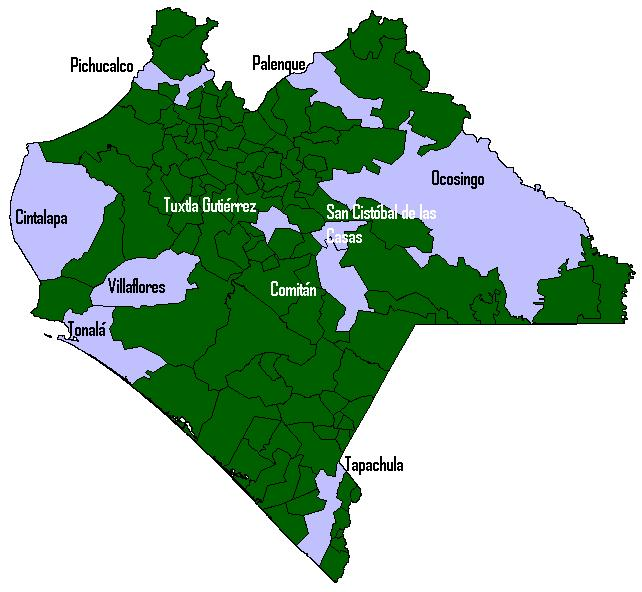 Pichucalco
Palenque
Ocosingo
Tuxtla Gutiérrez
San Cistóbal de las
Casas
Cintalapa
Villaflores
Comitán
Tonalá
Tapachula